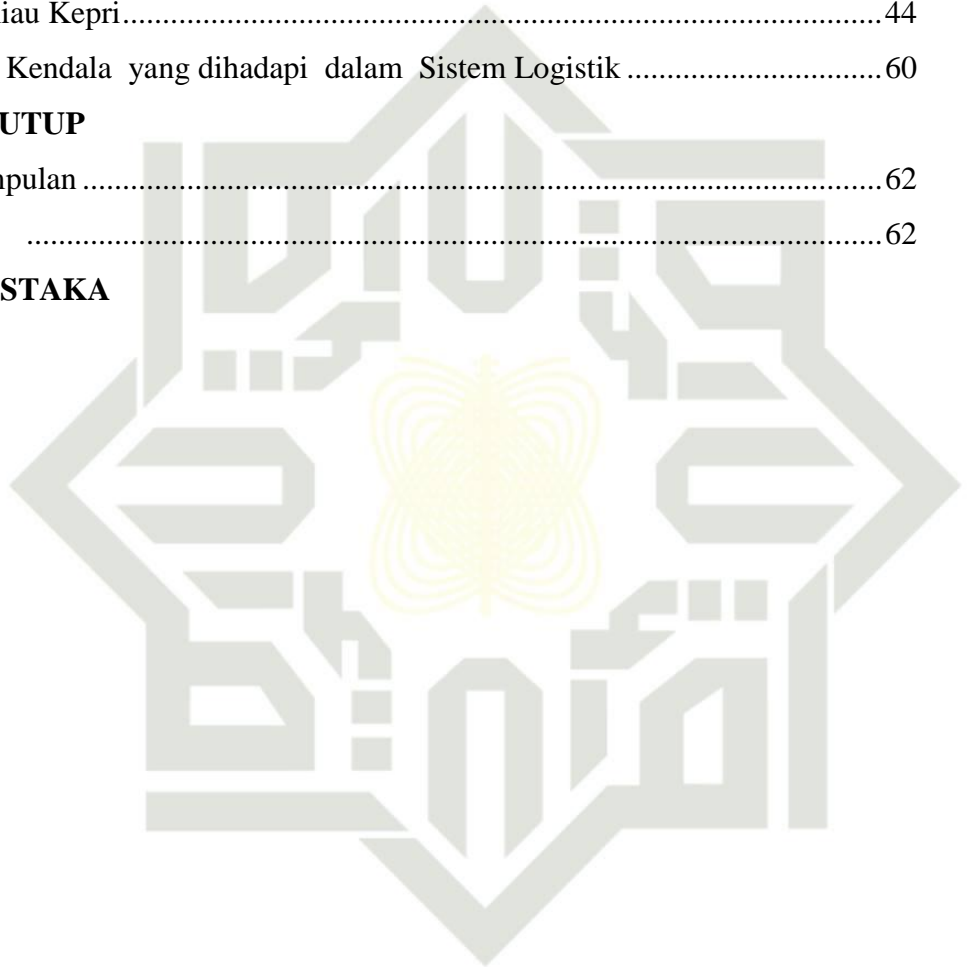 iau Kepri 44
Kendala yang dihadapi dalam Sistem Logistik 60
UTUP
pulan 62
62
STAKA